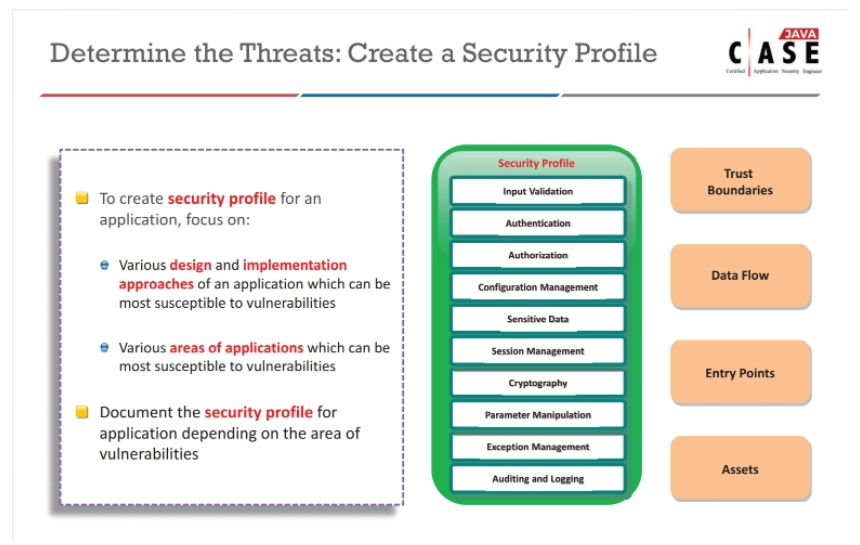 Determine the Threats: Create a Security Profile
JAVA
CASE
Certified Application Security Engineer
To create security profile for an
application, focus on:
Various design and implementation
approaches of an application which can be
most susceptible to vulnerabilities
Various areas of applications which can be
most susceptible to vulnerabilities
Document the security profile for
application depending on the area of
vulnerabilities
Security Profile
Input Validation
Authentication
Authorization
Configuration Management
Sensitive Data
Session Management
Cryptography
Parameter Manipulation
Exception Management
Auditing and Logging
Trust
Boundaries
Data Flow
Entry Points
Assets